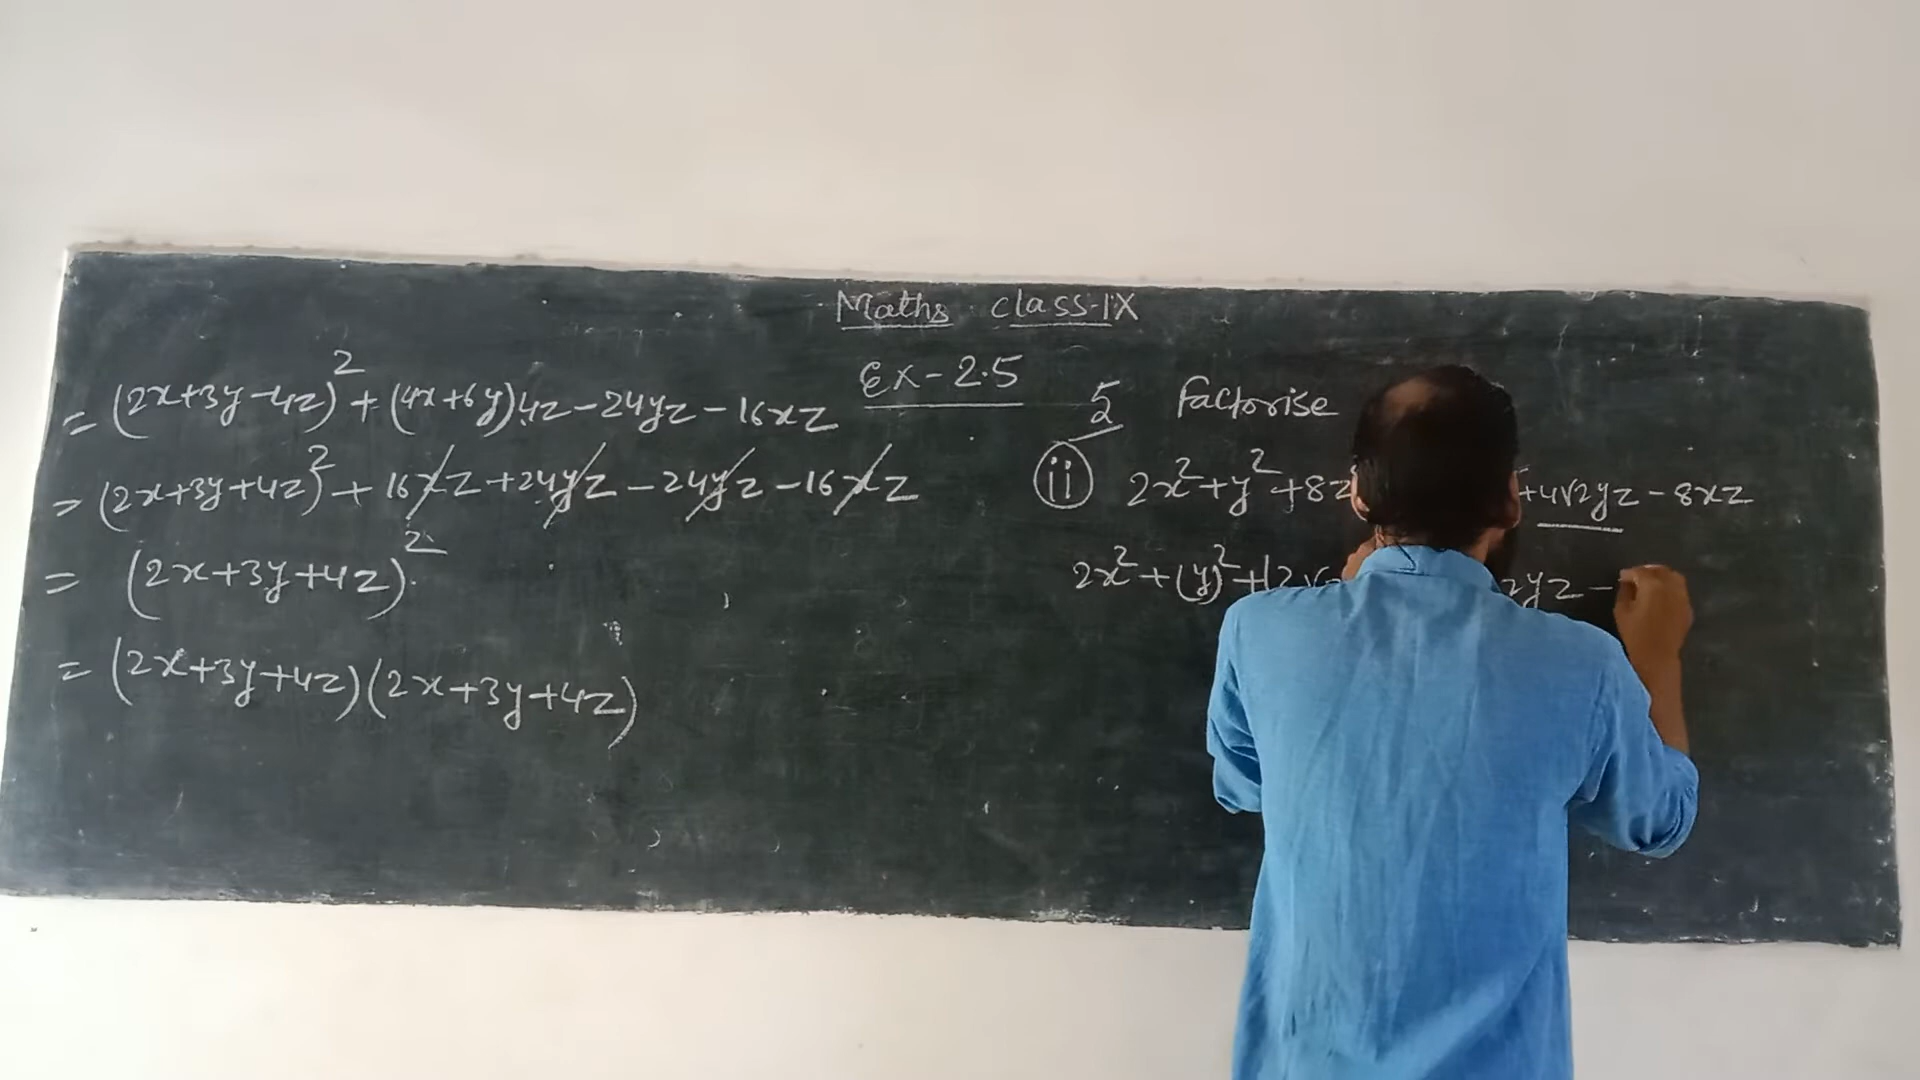 Maths class-IX
Ex-2.5
= (2x+3y-4z)² + (4x+6y)4z - 24yz - 16xz
= (2x+3y+4z)² + 16xz + 24yz - 24yz - 16xz
= (2x+3y+4z)²
= (2x+3y+4z)(2x+3y+4z)
5 Factorise
(ii) 2x²+y²+8z +4√2yz - 8xz
2x² + (y)² + (2√ 2yz -